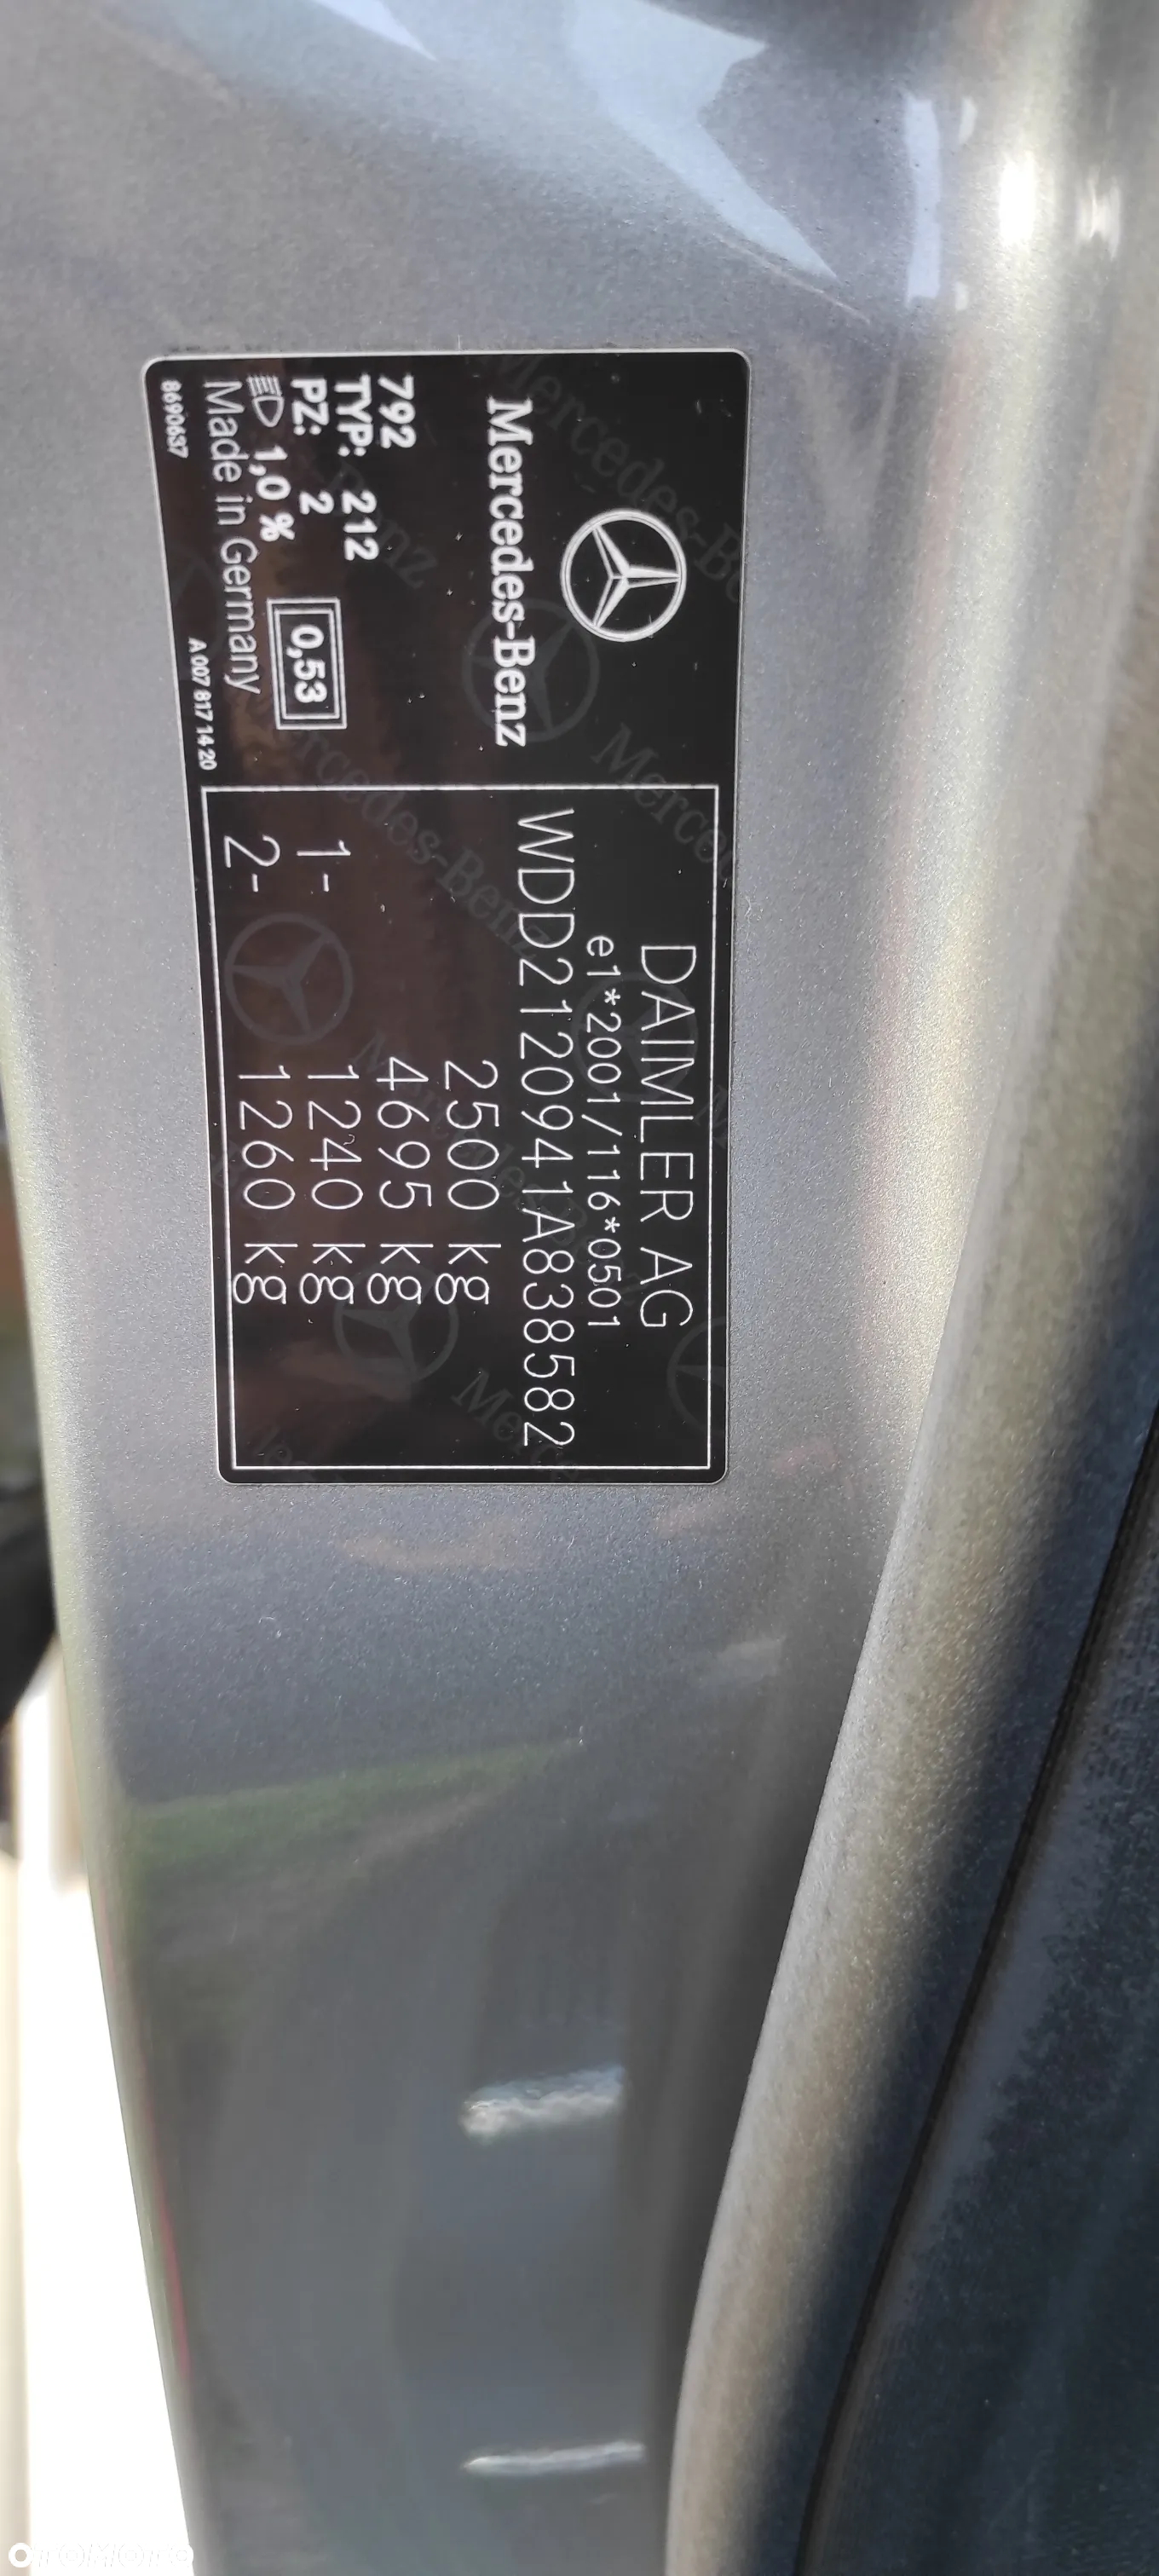 Mercedes-Benz
792
TYP: 212
PZ: 2
1,0 %
0,53
Made in Germany
8690637
A 007 817 14 20
DAIMLER AG
e1*2001/116*0501
WDD2120941A838582
2500 kg
4695 kg
1- 1240 kg
2- 1260 kg
OTOMOTO